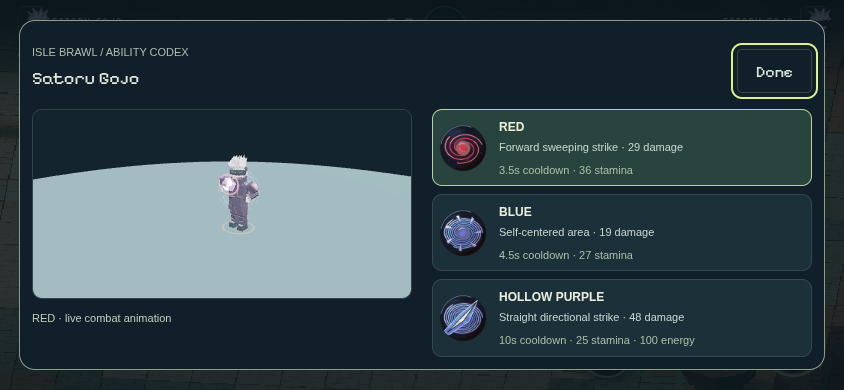 ISLE BRAWL / ABILITY CODEX
Satoru Gojo
Done
RED · live combat animation
RED
Forward sweeping strike · 29 damage
3.5s cooldown · 36 stamina
BLUE
Self-centered area · 19 damage
4.5s cooldown · 27 stamina
HOLLOW PURPLE
Straight directional strike · 48 damage
10s cooldown · 25 stamina · 100 energy